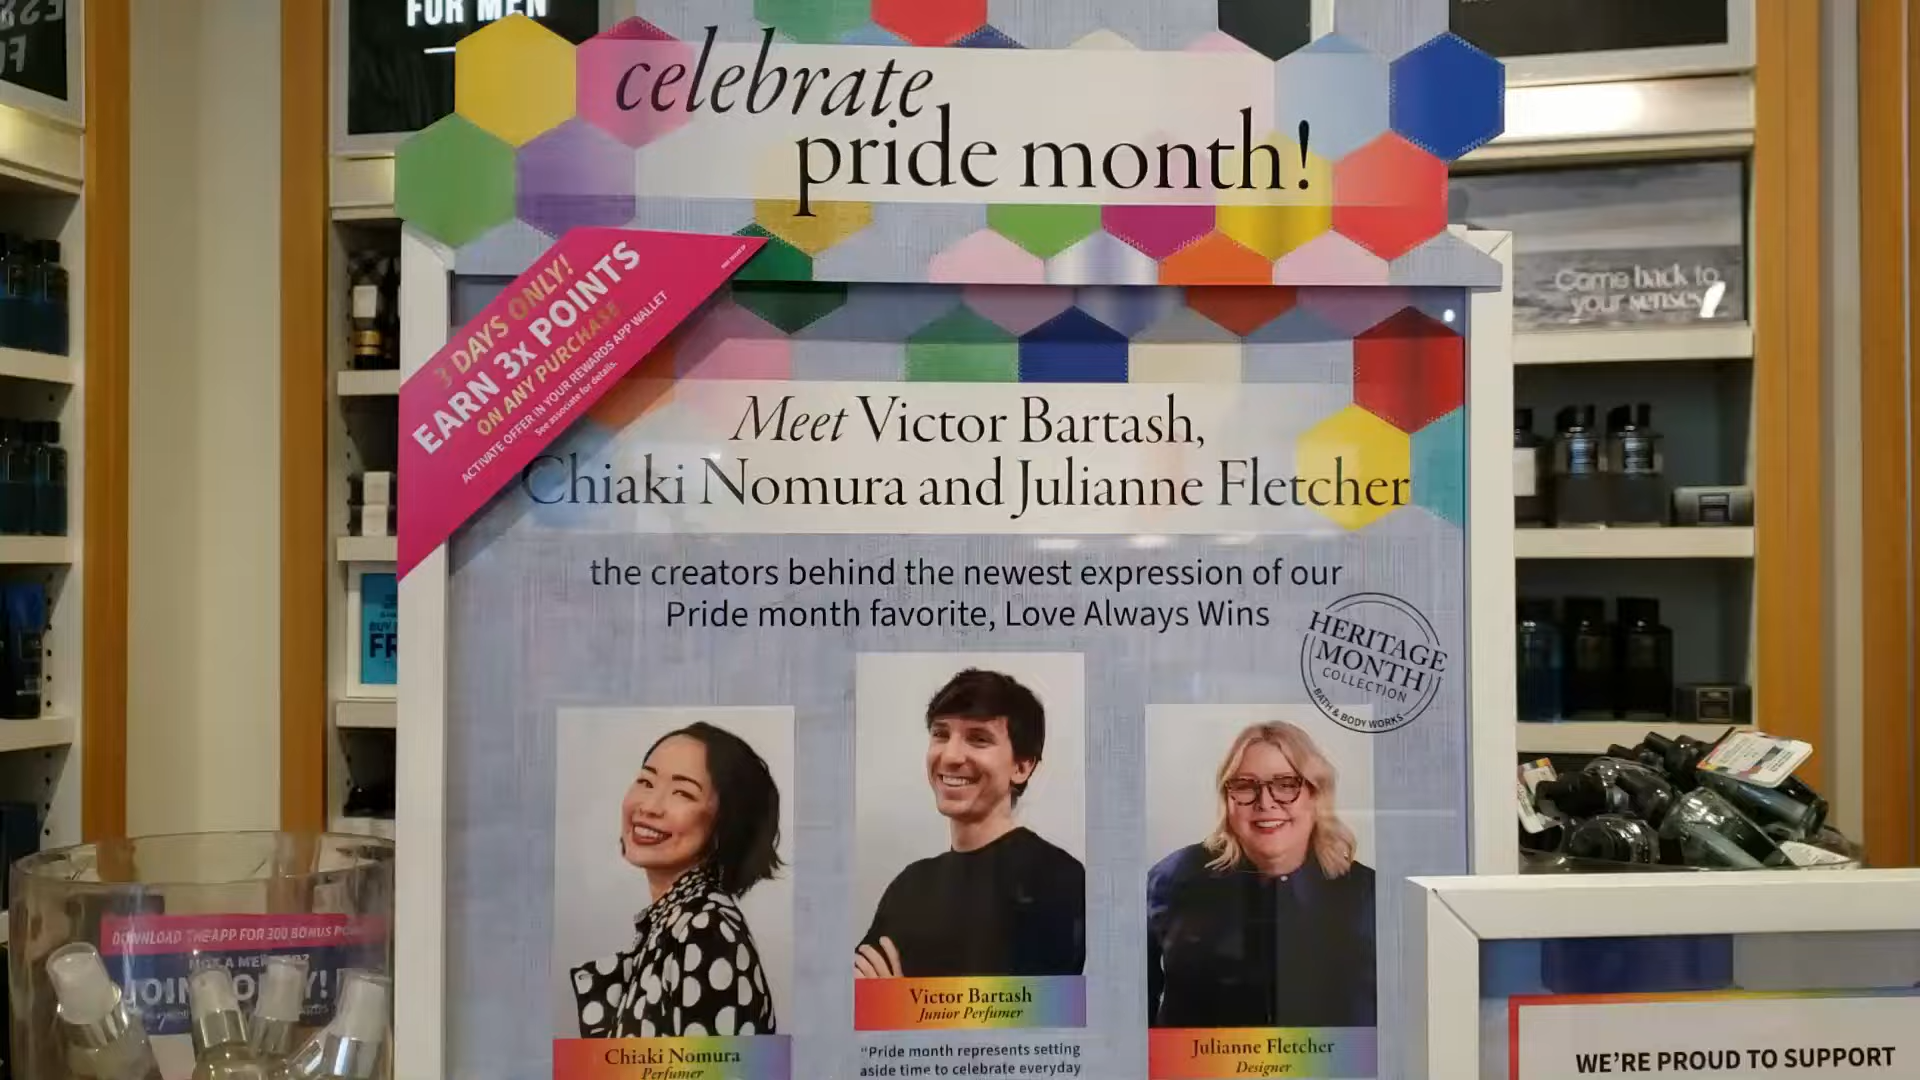 FOR MEN
celebrate
pride month!
3 DAYS ONLY!
EARN 3x POINTS
ON ANY PURCHASE
ACTIVATE OFFER IN YOUR REWARDS APP WALLET
See associate for details.
Come back to
your senses
Meet Victor Bartash,
Chiaki Nomura and Julianne Fletcher
the creators behind the newest expression of our
Pride month favorite, Love Always Wins
HERITAGE
MONTH
COLLECTION
BATH & BODY WORKS
Victor Bartash
Junior Perfumer
"Pride month represents setting
aside time to celebrate everyday
Chiaki Nomura
Perfumer
Julianne Fletcher
Designer
DOWNLOAD THE APP FOR 300 BONUS
NOT A
JOIN
WE'RE PROUD TO SUPPORT